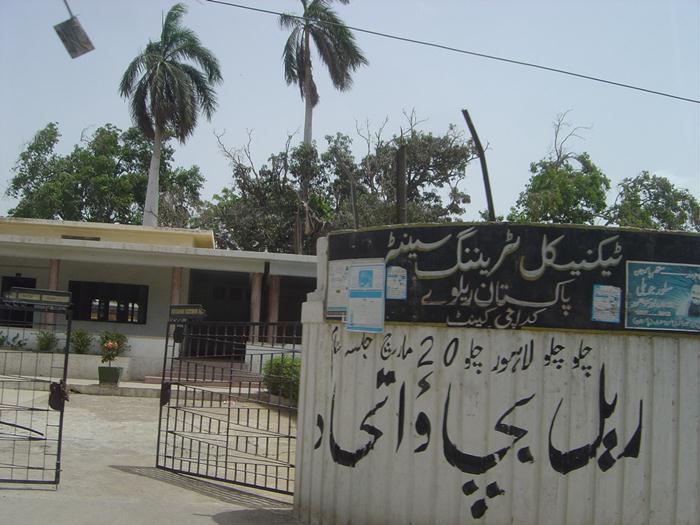 ٹیکنیکل ٹریننگ سینٹر
پاکستان ریلوے
کراچی کینٹ
چلو چلو لاہور چلو 20 مارچ جلسہ
ریل بچاؤ اتحاد